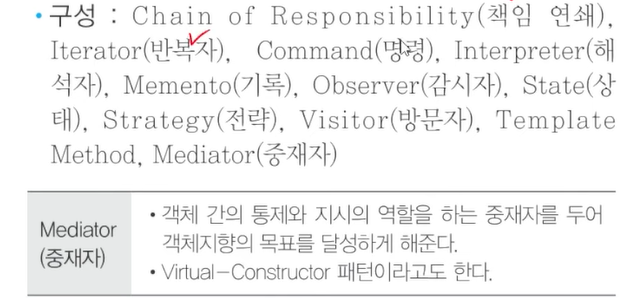 • 구성 : Chain of Responsibility(책임 연쇄),
Iterator(반복자), Command(명령), Interpreter(해
석자), Memento(기록), Observer(감시자), State(상
태), Strategy(전략), Visitor(방문자), Template
Method, Mediator(중재자)
Mediator
(중재자)
• 객체 간의 통제와 지시의 역할을 하는 중재자를 두어
객체지향의 목표를 달성하게 해준다.
• Virtual-Constructor 패턴이라고도 한다.